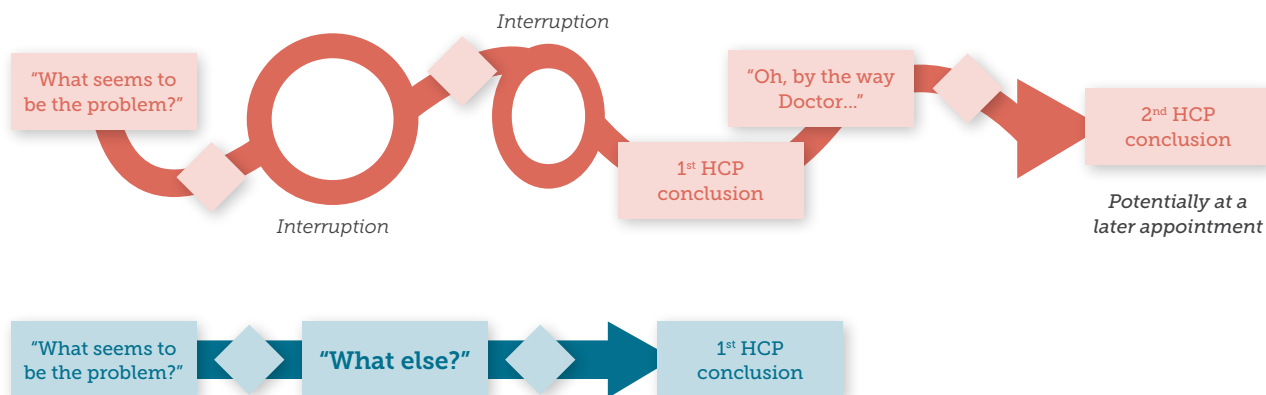 Interruption
“What seems to
be the problem?”
Interruption
1st HCP
conclusion
“Oh, by the way
Doctor...”
2nd HCP
conclusion
Potentially at a
later appointment
“What seems to
be the problem?”
“What else?”
1st HCP
conclusion